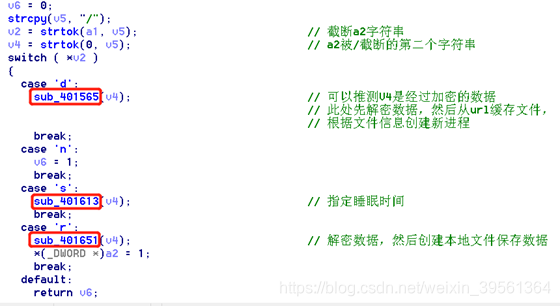 v6 = 0;
strcpy(v5, "/");
v2 = strtok(a1, v5); // 截断a2字符串
v4 = strtok(0, v5); // a2被/截断的第二个字符串
switch ( *v2 )
{
case 'd':
sub_401565(v4); // 可以推测V4是经过加密的数据
// 此处先解密数据，然后从url缓存文件，
// 根据文件信息创建新进程
break;
case 'n':
v6 = 1;
break;
case 's':
sub_401613(v4); // 指定睡眠时间
break;
case 'r':
sub_401651(v4); // 解密数据，然后创建本地文件保存数据
*(_DWORD *)a2 = 1;
break;
default:
return v6;
https://blog.csdn.net/weixin_39561364